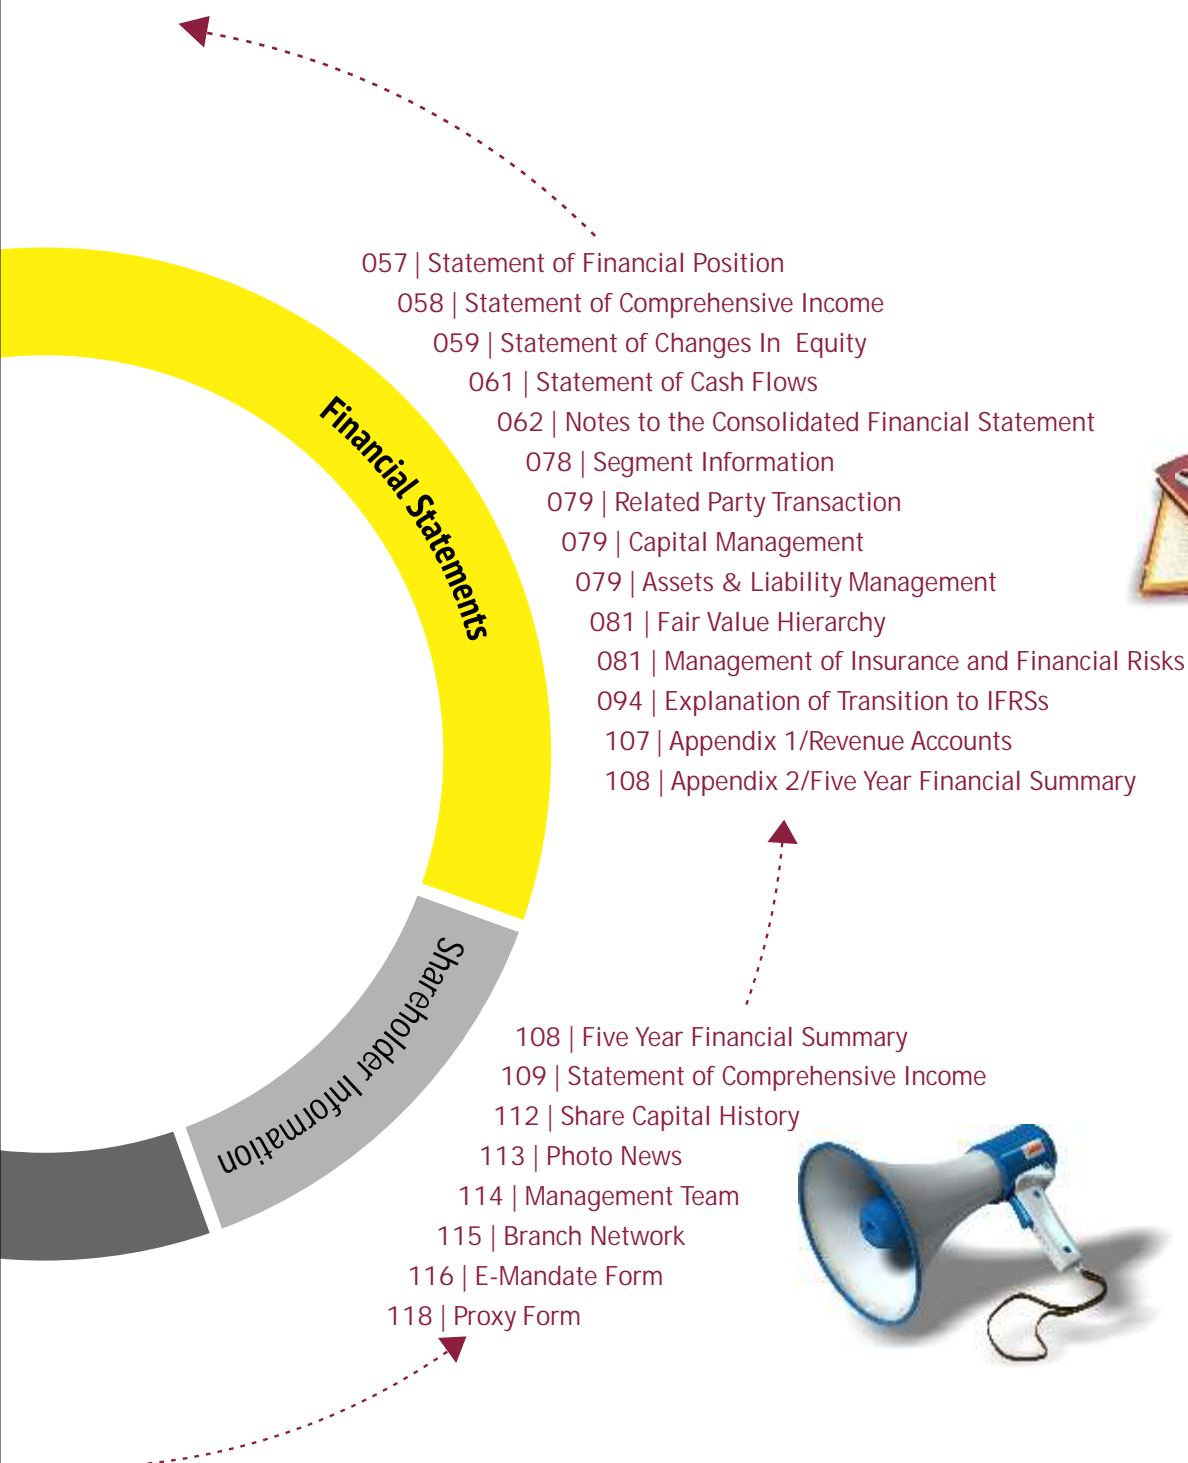 057 | Statement of Financial Position
058 | Statement of Comprehensive Income
059 | Statement of Changes In  Equity
061 | Statement of Cash Flows
062 | Notes to the Consolidated Financial Statement
078 | Segment Information
079 | Related Party Transaction
079 | Capital Management
079 | Assets & Liability Management
081 | Fair Value Hierarchy
081 | Management of Insurance and Financial Risks
094 | Explanation of Transition to IFRSs
107 | Appendix 1/Revenue Accounts
108 | Appendix 2/Five Year Financial Summary
Financial Statements
108 | Five Year Financial Summary
109 | Statement of Comprehensive Income
112 | Share Capital History
113 | Photo News
114 | Management Team
115 | Branch Network
116 | E-Mandate Form
118 | Proxy Form
Shareholder Information